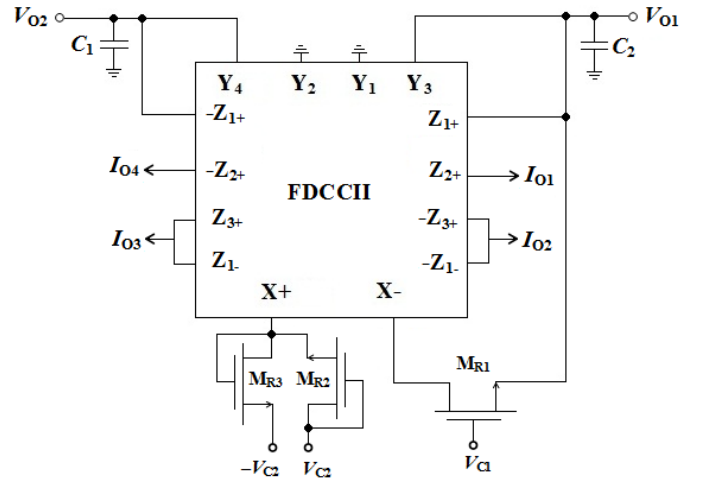 VO2 VO1
C1 C2
Y4 Y2 Y1 Y3
-Z1+ Z1+
IO4 -Z2+ Z2+ IO1
FDCCII
Z3+ -Z3+
IO3 IO2
Z1- -Z1-
X+ X-
MR1
MR3 MR2
-VC2 VC2 VC1